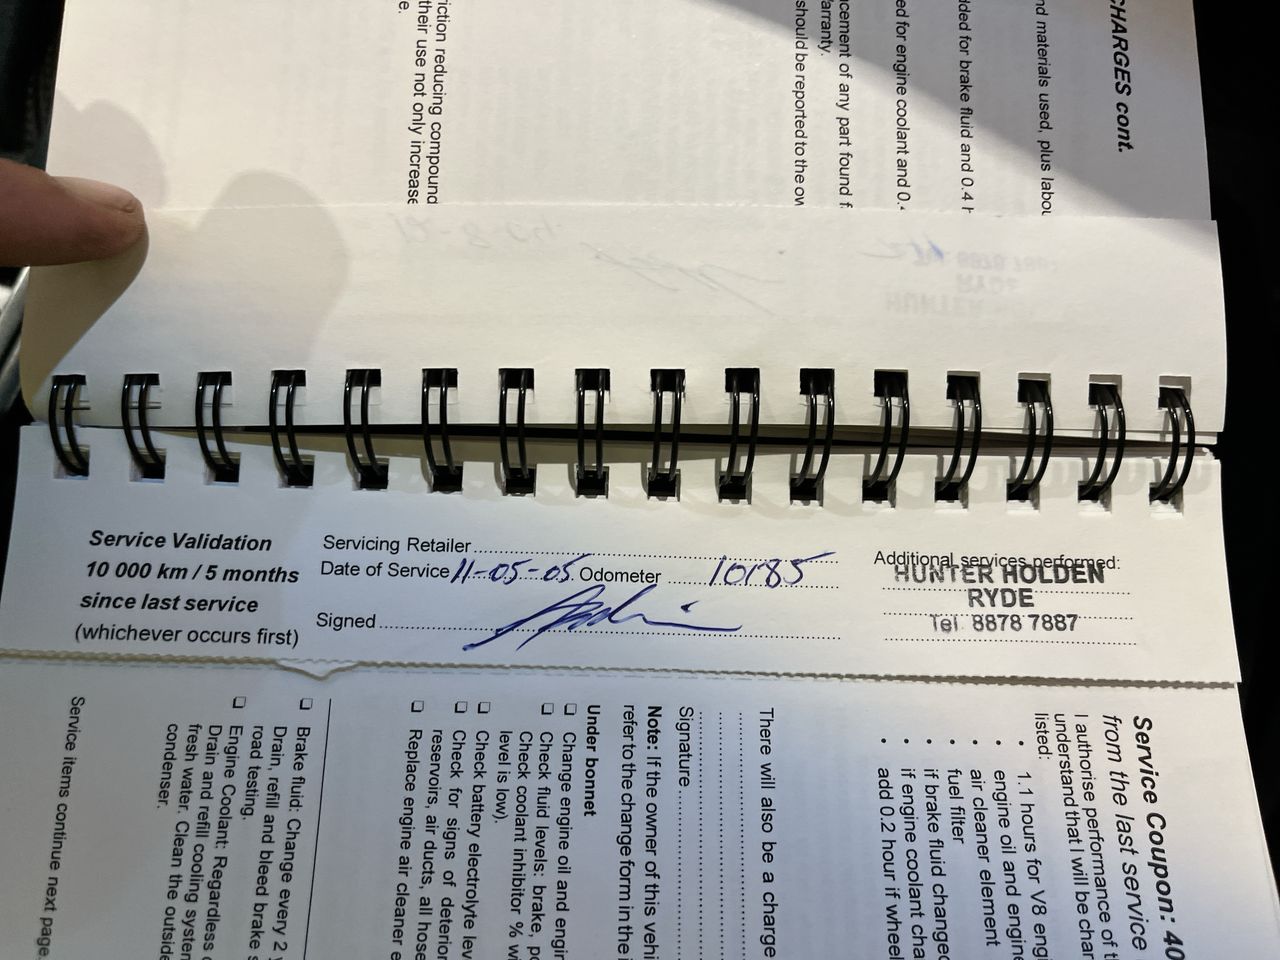 CHARGES cont.
nd materials used, plus labou
dded for brake fluid and 0.4 h
ed for engine coolant and 0.4
cement of any part found f
arranty.
should be reported to the ow
iction reducing compound
their use not only increase
e.
Service Validation
10 000 km / 5 months
since last service
(whichever occurs first)
Servicing Retailer
Date of Service 11-05-05 Odometer 10185
Signed
Additional services performed:
HUNTER HOLDEN
RYDE
Tel 8878 7887
Service Coupon: 40
from the last service
I authorise performance of t
understand that I will be char
listed:
• 1.1 hours for V8 engi
• engine oil and engine
• air cleaner element
• fuel filter
• if brake fluid changed
• if engine coolant cha
• add 0.2 hour if wheel
There will also be a charge
Signature
Note: If the owner of this vehi
refer to the change form in the
Under bonnet
❑ Change engine oil and engin
❑ Check fluid levels: brake, po
Check coolant inhibitor % wi
level is low).
❑ Check battery electrolyte lev
❑ Check for signs of deterior
reservoirs, air ducts, all hose
❑ Replace engine air cleaner e
❑ Brake fluid: Change every 2 y
Drain, refill and bleed brake s
road testing.
❑ Engine Coolant: Regardless o
Drain and refill cooling system
fresh water. Clean the outside
condenser.
Service items continue next page.